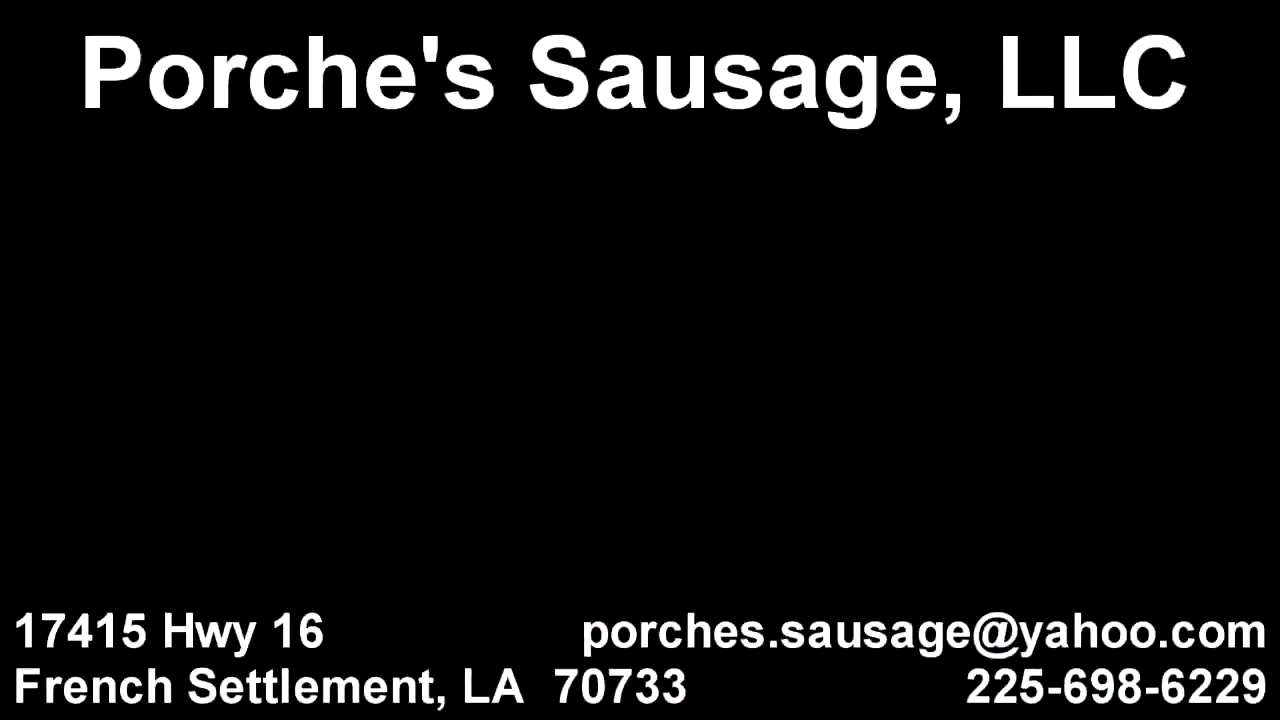 Porche's Sausage, LLC
17415 Hwy 16
French Settlement, LA 70733
porches.sausage@yahoo.com
225-698-6229